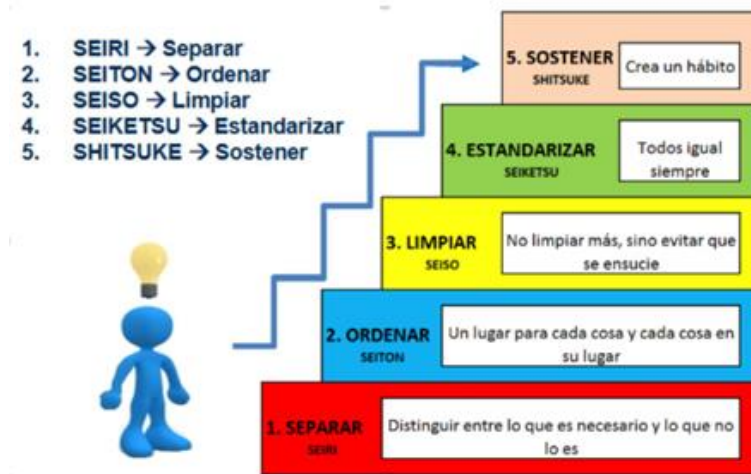 1. SEIRI → Separar
2. SEITON → Ordenar
3. SEISO → Limpiar
4. SEIKETSU → Estandarizar
5. SHITSUKE → Sostener
5. SOSTENER
SHITSUKE
Crea un hábito
4. ESTANDARIZAR
SEIKETSU
Todos igual
siempre
3. LIMPIAR
SEISO
No limpiar más, sino evitar que
se ensucie
2. ORDENAR
SEITON
Un lugar para cada cosa y cada cosa en
su lugar
1. SEPARAR
SEIRI
Distinguir entre lo que es necesario y lo que no
lo es